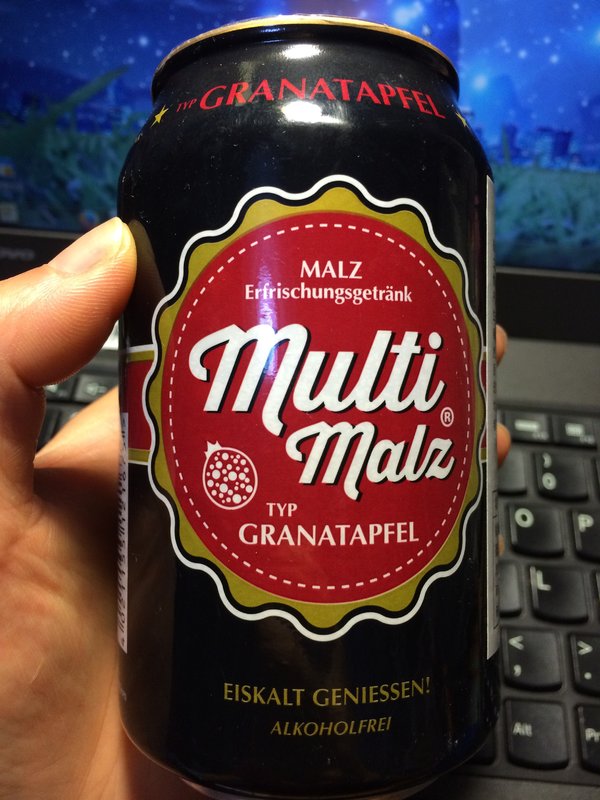 TYP GRANATAPFEL
MALZ
Erfrischungsgetränk
Multi
Malz®
TYP
GRANATAPFEL
EISKALT GENIESSEN!
ALKOHOLFREI
O
P
L
<
,
>
.
Alt